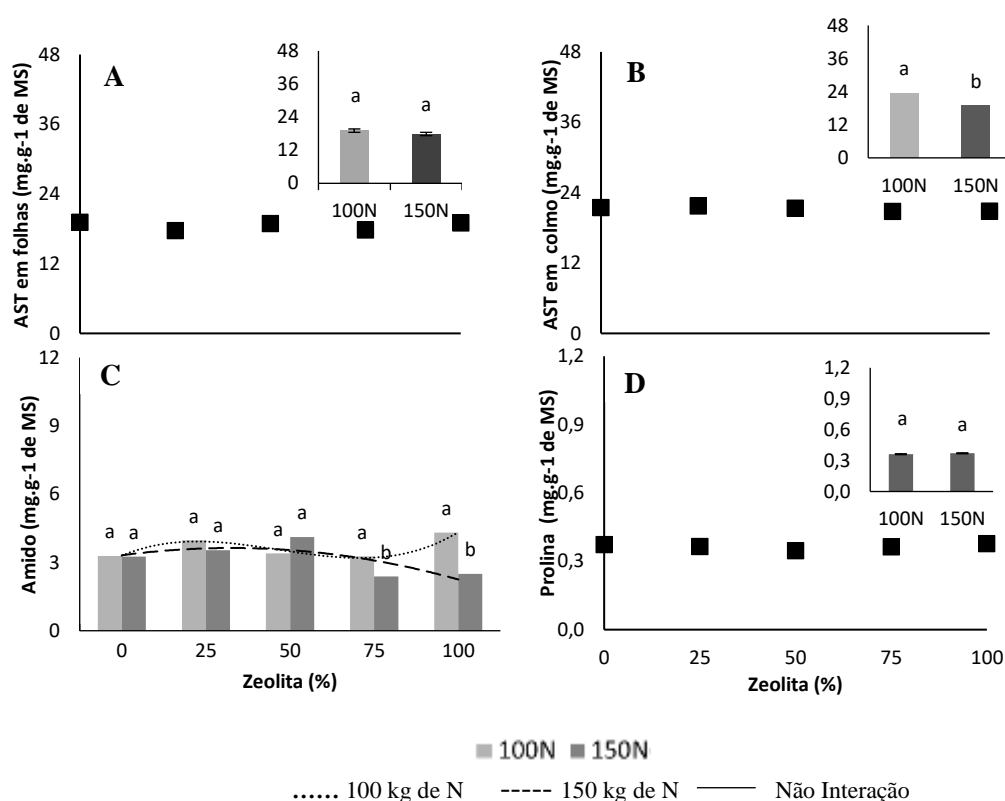 A
AST em folhas (mg.g-1 de MS)
48
36
24
12
0
48
36
24
12
0
a a
100N 150N
B
AST em colmo (mg.g-1 de MS)
48
36
24
12
0
48
36
24
12
0
a b
100N 150N
C
Amido (mg.g-1 de MS)
12
9
6
3
0
a a a a a a a b a b
0 25 50 75 100
Zeolita (%)
D
Prolina (mg.g-1 de MS)
1,2
0,9
0,6
0,3
0,0
1,2
0,9
0,6
0,3
0,0
a a
100N 150N
0 25 50 75 100
Zeolita (%)
100N 150N
100 kg de N 150 kg de N Não Interação